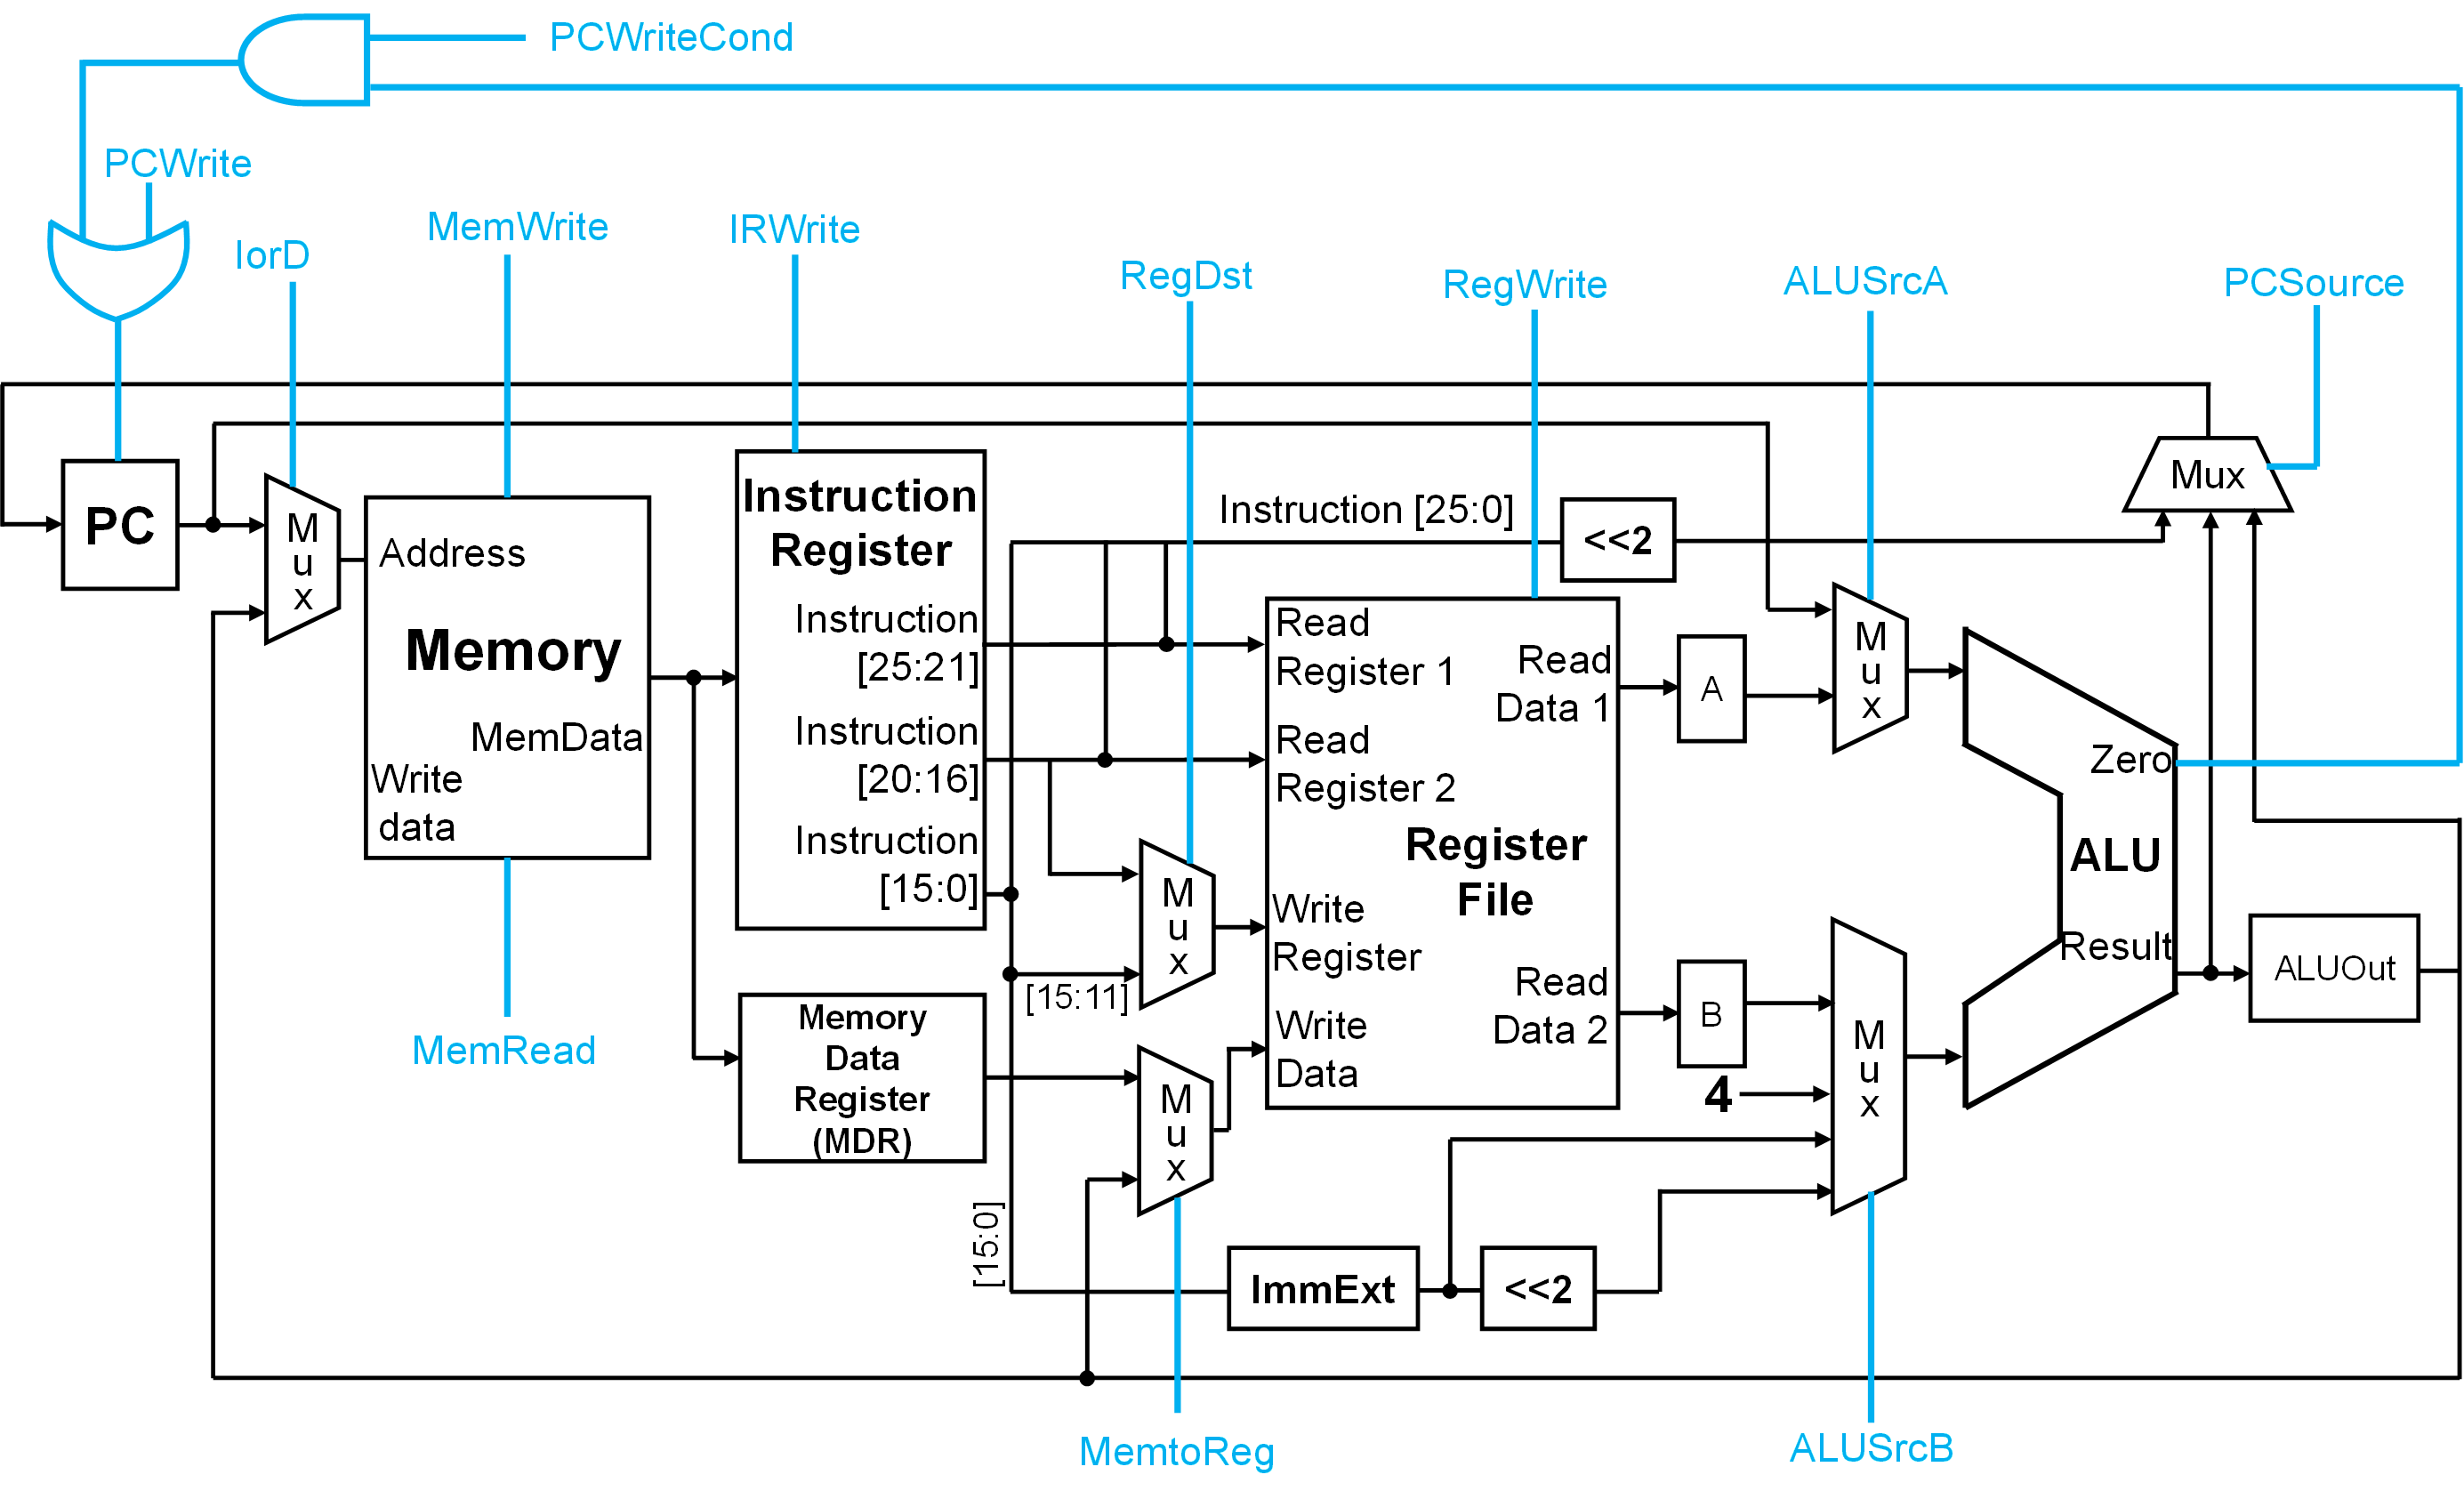 PCWriteCond
PCWrite
IorD
MemWrite
IRWrite
RegDst
RegWrite
ALUSrcA
PCSource
PC
M
u
x
Address
Memory
MemData
Write
data
MemRead
Instruction
Register
Instruction
[25:21]
Instruction
[20:16]
Instruction
[15:0]
Memory
Data
Register
(MDR)
[15:0]
Instruction [25:0]
<<2
M
u
x
[15:11]
M
u
x
MemtoReg
Read
Register 1
Read
Register 2
Register
File
Write
Register
Write
Data
Read
Data 1
Read
Data 2
A
B
4
ImmExt
<<2
M
u
x
M
u
x
ALUSrcB
Zero
ALU
Result
Mux
ALUOut